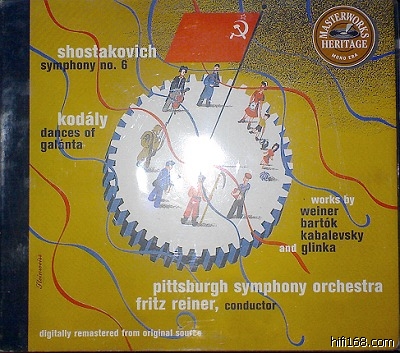 shostakovich
symphony no. 6
MASTERWORKS
HERITAGE
MONO ERA
kodály
dances of
galánta
works by
weiner
bartók
kabalevsky
and glinka
pittsburgh symphony orchestra
fritz reiner, conductor
digitally remastered from original source
hifi168.com